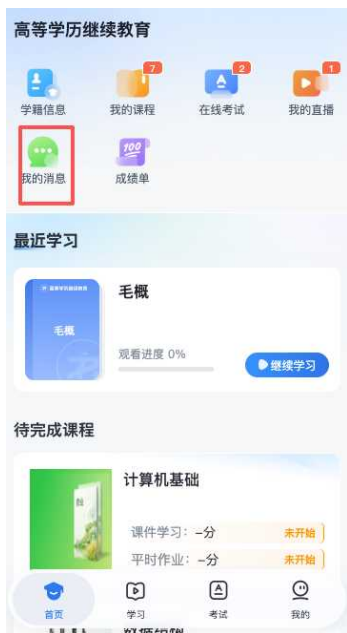 高等学历继续教育
7
2
1
学籍信息
我的课程
在线考试
我的直播
100
我的消息
成绩单
最近学习
高等学历继续教育
毛概
毛概
观看进度 0%
继续学习
待完成课程
计算机基础
课件学习：–分
未开始
平时作业：–分
未开始
首页
学习
考试
我的